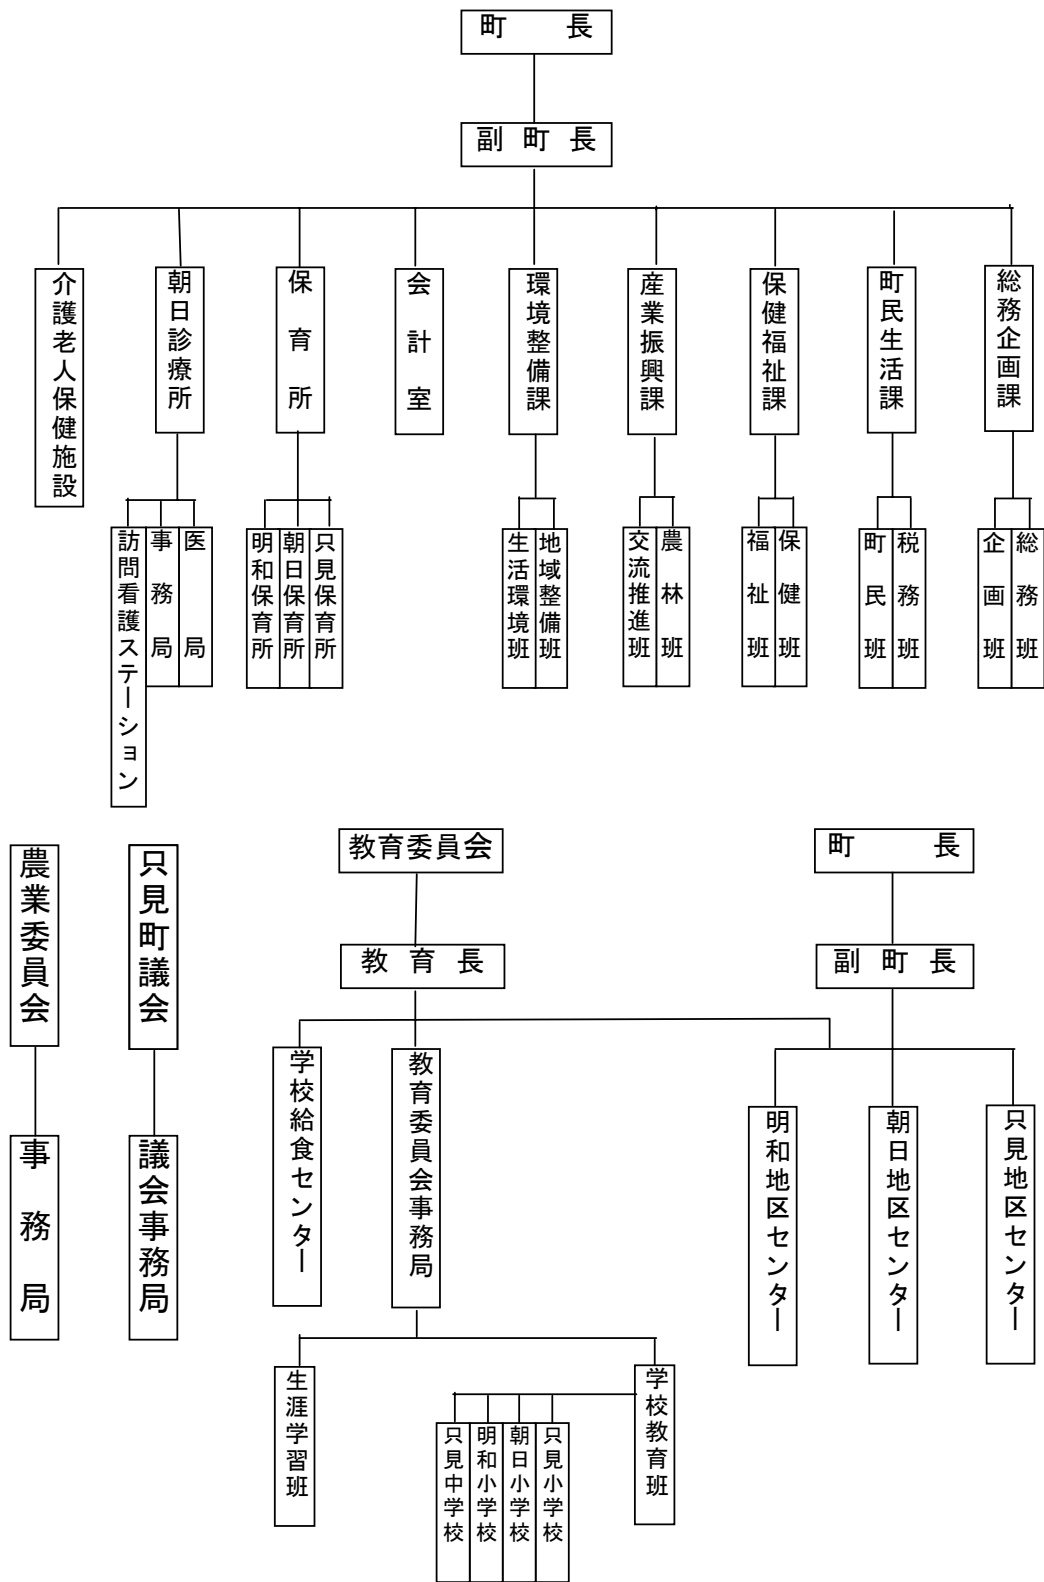 町　長
副 町 長
介護老人保健施設
朝日診療所
保育所
会計室
環境整備課
産業振興課
保健福祉課
町民生活課
総務企画課
訪問看護ステーション
事務局
医局
明和保育所
朝日保育所
只見保育所
生活環境班
地域整備班
交流推進班
農林班
福祉班
保健班
町民班
税務班
企画班
総務班
農業委員会
事務局
只見町議会
議会事務局
教育委員会
教 育 長
学校給食センター
教育委員会事務局
生涯学習班
只見中学校
明和小学校
朝日小学校
只見小学校
学校教育班
町　長
副 町 長
明和地区センター
朝日地区センター
只見地区センター